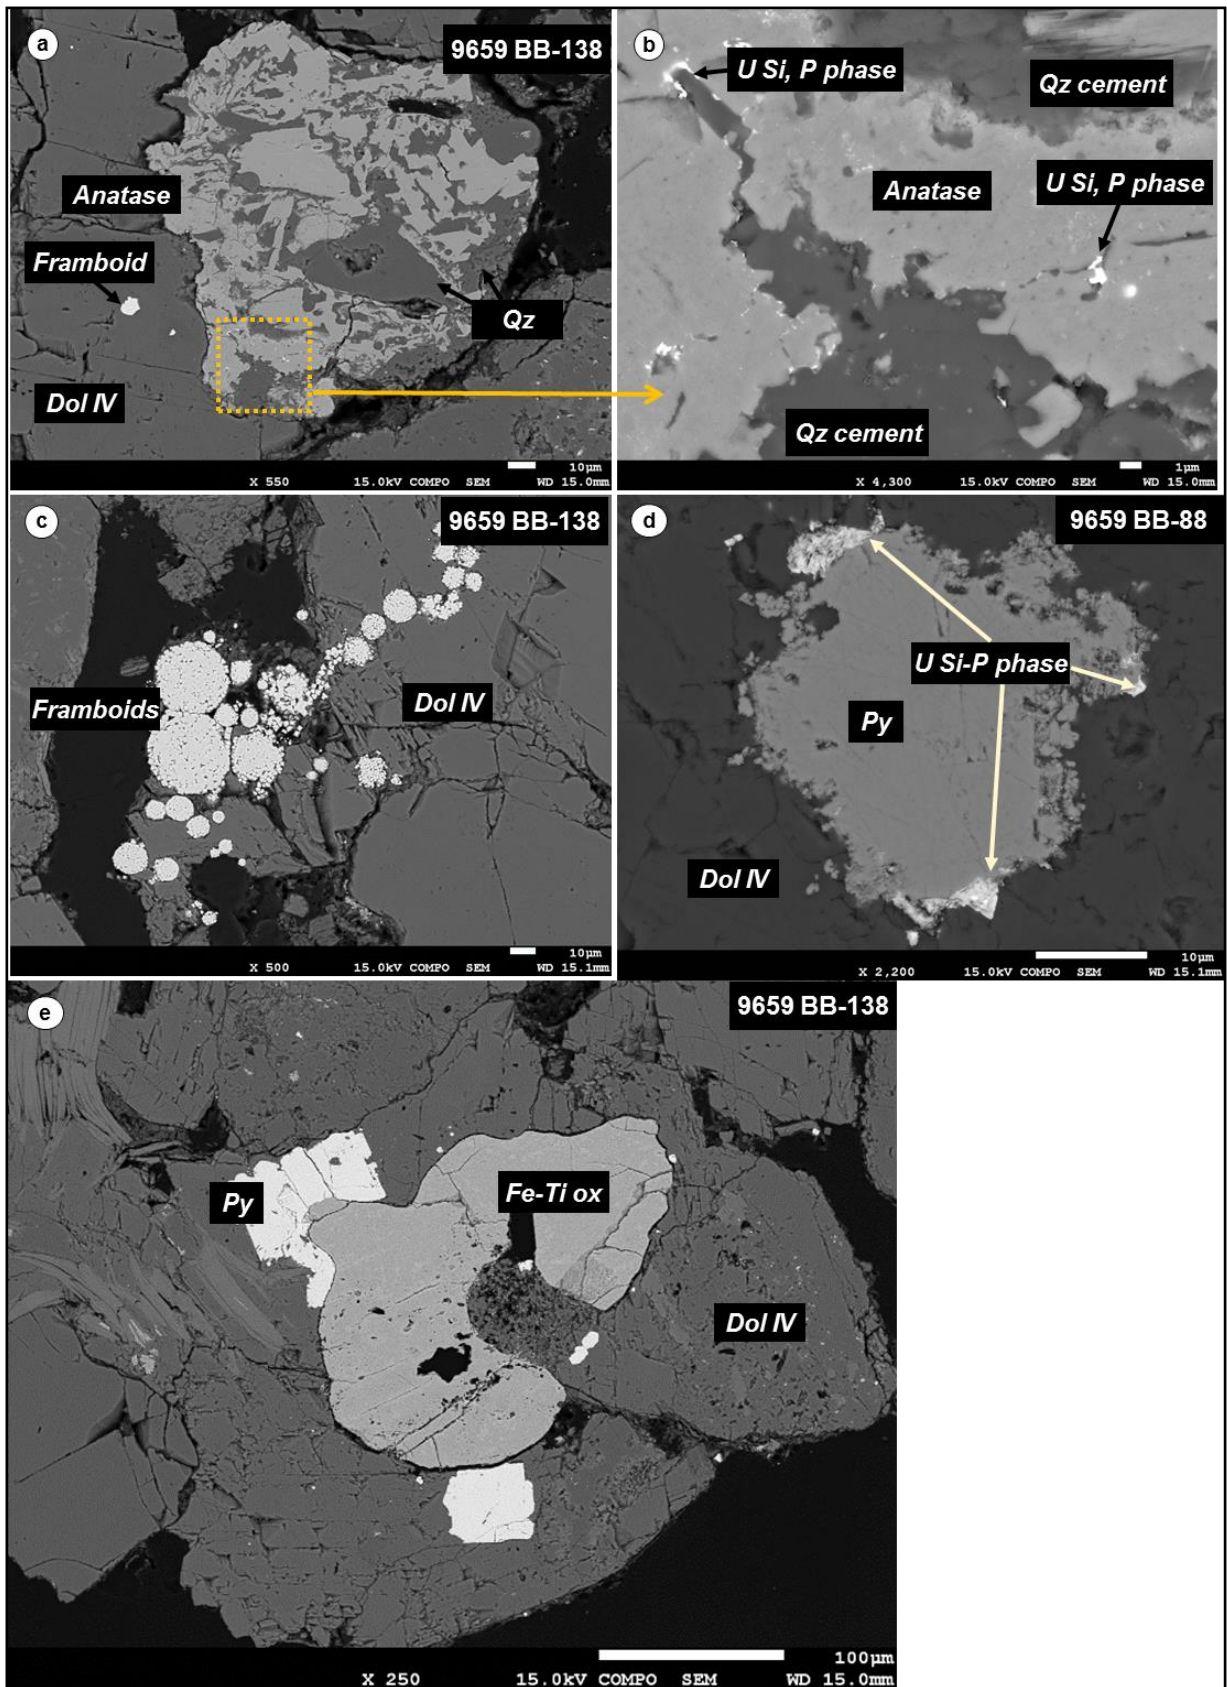 a
9659 BB-138
Anatase
Framboid
Qz
Dol IV
10µm
X 550 15.0kV COMPO SEM WD 15.0mm
b
U Si, P phase
Qz cement
U Si, P phase
Anatase
Qz cement
1µm
X 4,300 15.0kV COMPO SEM WD 15.0mm
c
9659 BB-138
Framboids
Dol IV
10µm
X 500 15.0kV COMPO SEM WD 15.1mm
d
9659 BB-88
U Si-P phase
Py
Dol IV
10µm
X 2,200 15.0kV COMPO SEM WD 15.1mm
e
9659 BB-138
Py
Fe-Ti ox
Dol IV
100µm
X 250 15.0kV COMPO SEM WD 15.0mm